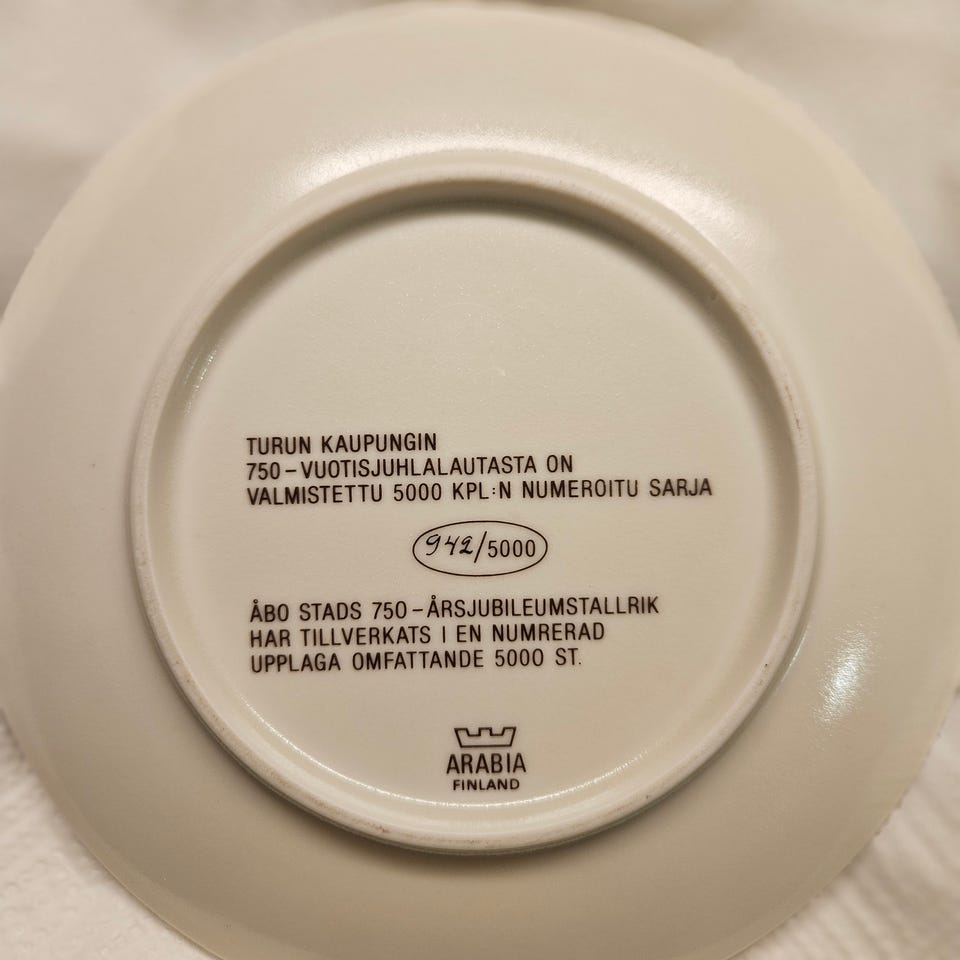 TURUN KAUPUNGIN
750-VUOTISJUHLALAUTASTA ON
VALMISTETTU 5000 KPL:N NUMEROITU SARJA
942/5000
ÅBO STADS 750-ÅRSJUBILEUMSTALLRIK
HAR TILLVERKATS I EN NUMRERAD
UPPLAGA OMFATTANDE 5000 ST.
ARABIA
FINLAND